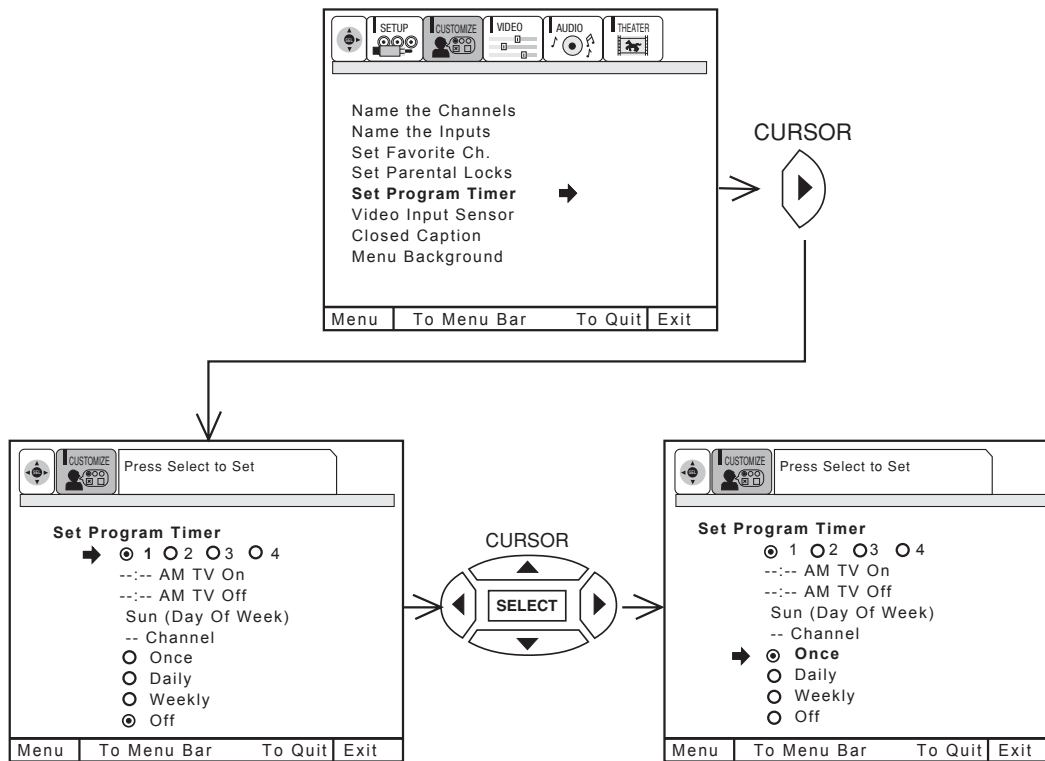 SETUP CUSTOMIZE VIDEO AUDIO THEATER
SEL
Name the Channels
Name the Inputs
Set Favorite Ch.
Set Parental Locks
Set Program Timer
Video Input Sensor
Closed Caption
Menu Background
Menu To Menu Bar To Quit Exit
CURSOR
SEL CUSTOMIZE Press Select to Set
Set Program Timer
1 2 3 4
--:-- AM TV On
--:-- AM TV Off
Sun (Day Of Week)
-- Channel
Once
Daily
Weekly
Off
Menu To Menu Bar To Quit Exit
CURSOR
SELECT
SEL CUSTOMIZE Press Select to Set
Set Program Timer
1 2 3 4
--:-- AM TV On
--:-- AM TV Off
Sun (Day Of Week)
-- Channel
Once
Daily
Weekly
Off
Menu To Menu Bar To Quit Exit